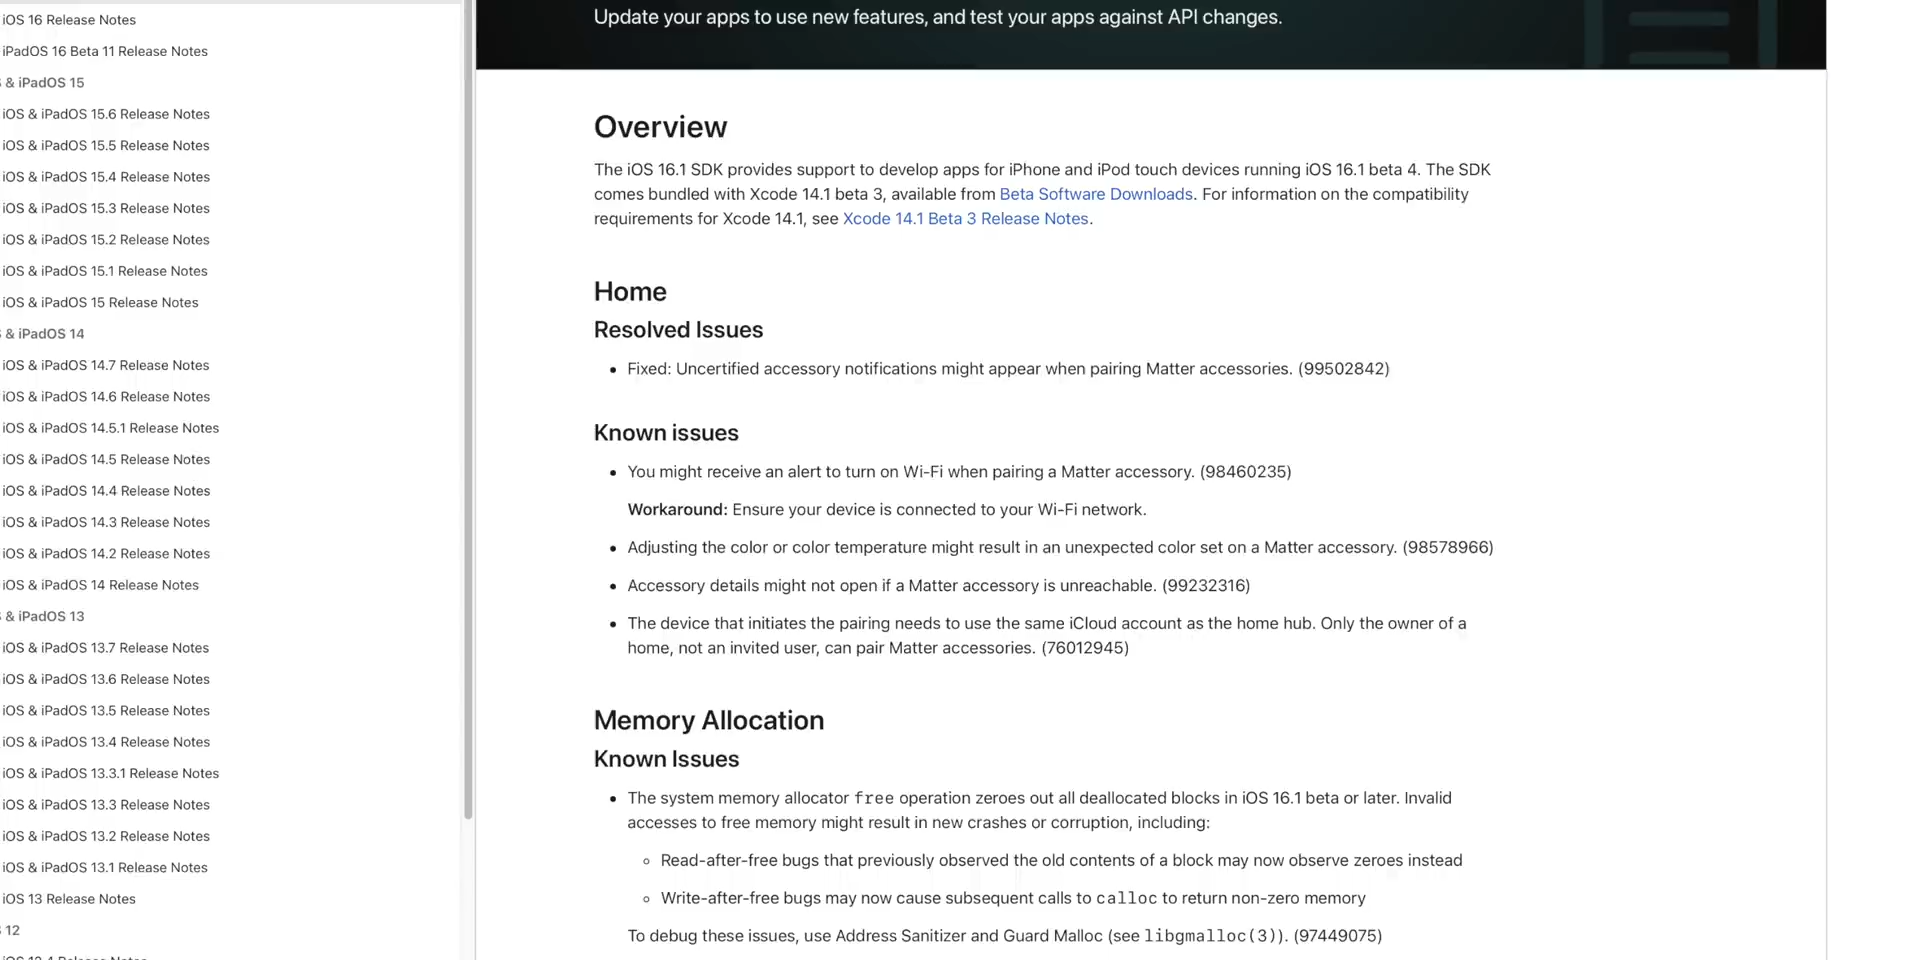 iOS 16 Release Notes
iPadOS 16 Beta 11 Release Notes
& iPadOS 15
iOS & iPadOS 15.6 Release Notes
iOS & iPadOS 15.5 Release Notes
iOS & iPadOS 15.4 Release Notes
iOS & iPadOS 15.3 Release Notes
iOS & iPadOS 15.2 Release Notes
iOS & iPadOS 15.1 Release Notes
iOS & iPadOS 15 Release Notes
& iPadOS 14
iOS & iPadOS 14.7 Release Notes
iOS & iPadOS 14.6 Release Notes
iOS & iPadOS 14.5.1 Release Notes
iOS & iPadOS 14.5 Release Notes
iOS & iPadOS 14.4 Release Notes
iOS & iPadOS 14.3 Release Notes
iOS & iPadOS 14.2 Release Notes
iOS & iPadOS 14 Release Notes
& iPadOS 13
iOS & iPadOS 13.7 Release Notes
iOS & iPadOS 13.6 Release Notes
iOS & iPadOS 13.5 Release Notes
iOS & iPadOS 13.4 Release Notes
iOS & iPadOS 13.3.1 Release Notes
iOS & iPadOS 13.3 Release Notes
iOS & iPadOS 13.2 Release Notes
iOS & iPadOS 13.1 Release Notes
iOS 13 Release Notes
12
Update your apps to use new features, and test your apps against API changes.
Overview
The iOS 16.1 SDK provides support to develop apps for iPhone and iPod touch devices running iOS 16.1 beta 4. The SDK
comes bundled with Xcode 14.1 beta 3, available from Beta Software Downloads. For information on the compatibility
requirements for Xcode 14.1, see Xcode 14.1 Beta 3 Release Notes.
Home
Resolved Issues
• Fixed: Uncertified accessory notifications might appear when pairing Matter accessories. (99502842)
Known issues
• You might receive an alert to turn on Wi-Fi when pairing a Matter accessory. (98460235)
Workaround: Ensure your device is connected to your Wi-Fi network.
• Adjusting the color or color temperature might result in an unexpected color set on a Matter accessory. (98578966)
• Accessory details might not open if a Matter accessory is unreachable. (99232316)
• The device that initiates the pairing needs to use the same iCloud account as the home hub. Only the owner of a
home, not an invited user, can pair Matter accessories. (76012945)
Memory Allocation
Known Issues
• The system memory allocator free operation zeroes out all deallocated blocks in iOS 16.1 beta or later. Invalid
accesses to free memory might result in new crashes or corruption, including:
◦ Read-after-free bugs that previously observed the old contents of a block may now observe zeroes instead
◦ Write-after-free bugs may now cause subsequent calls to calloc to return non-zero memory
To debug these issues, use Address Sanitizer and Guard Malloc (see libgmalloc(3)). (97449075)